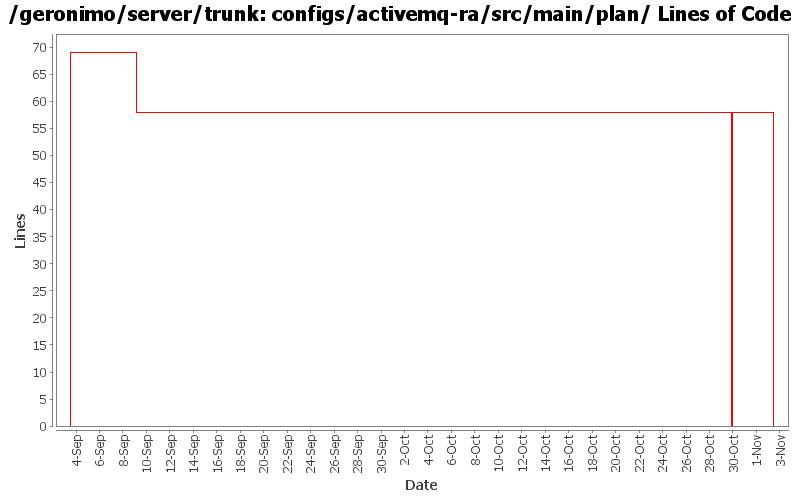 /geronimo/server/trunk: configs/activemq-ra/src/main/plan/ Lines of Code
70
65
60
55
50
45
40
35
30
25
20
15
10
5
0
Lines
4-Sep
6-Sep
8-Sep
10-Sep
12-Sep
14-Sep
16-Sep
18-Sep
20-Sep
22-Sep
24-Sep
26-Sep
28-Sep
30-Sep
2-Oct
4-Oct
6-Oct
8-Oct
10-Oct
12-Oct
14-Oct
16-Oct
18-Oct
20-Oct
22-Oct
24-Oct
26-Oct
28-Oct
30-Oct
1-Nov
3-Nov
Date